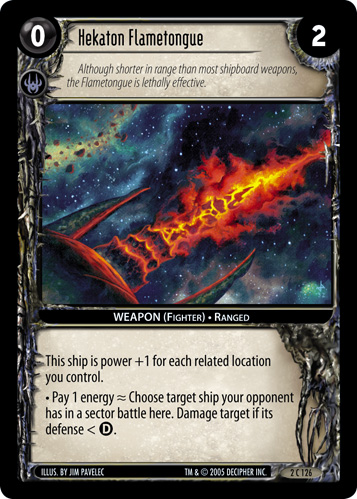 0 Hekaton Flametongue 2
Although shorter in range than most shipboard weapons,
the Flametongue is lethally effective.
WEAPON (FIGHTER) • RANGED
This ship is power +1 for each related location
you control.
• Pay 1 energy ≈ Choose target ship your opponent
has in a sector battle here. Damage target if its
defense < D.
ILLUS. BY JIM PAVELEC TM & © 2005 DECIPHER INC. 2 C 126